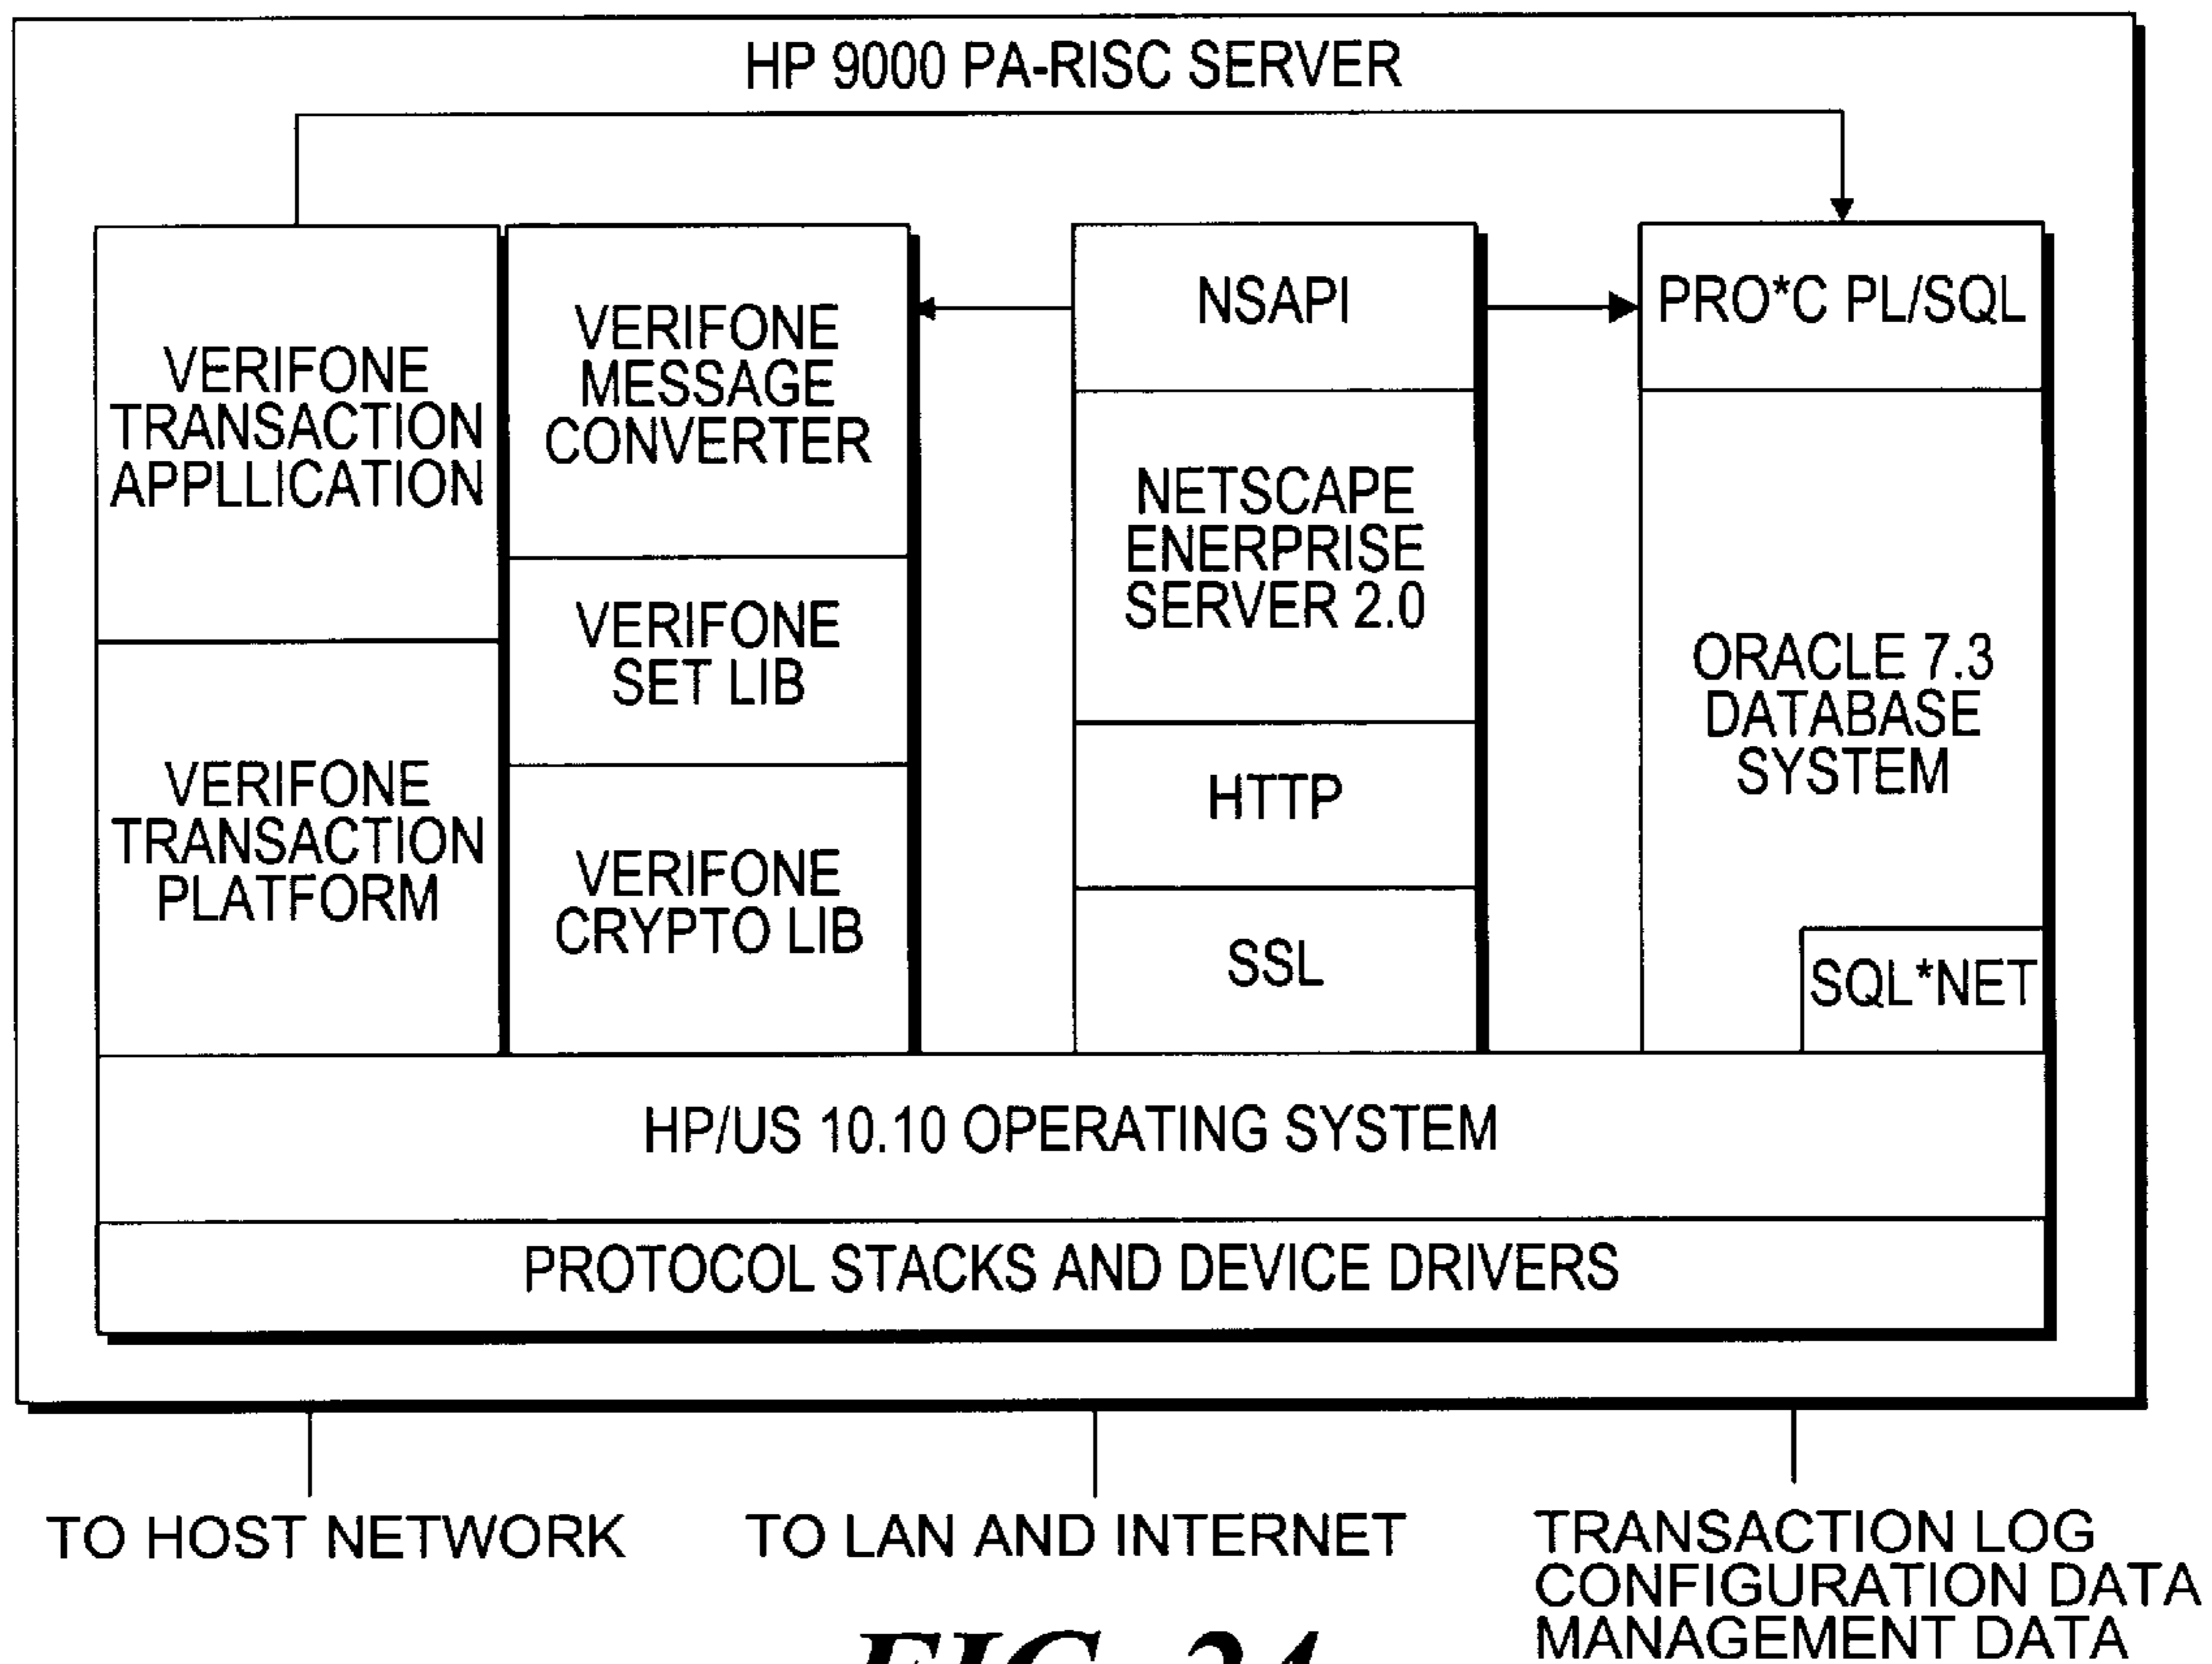 HP 9000 PA-RISC SERVER
VERIFONE
TRANSACTION
APPLLICATION
VERIFONE
TRANSACTION
PLATFORM
VERIFONE
MESSAGE
CONVERTER
VERIFONE
SET LIB
VERIFONE
CRYPTO LIB
NSAPI
NETSCAPE
ENERPRISE
SERVER 2.0
HTTP
SSL
PRO*C PL/SQL
ORACLE 7.3
DATABASE
SYSTEM
SQL*NET
HP/US 10.10 OPERATING SYSTEM
PROTOCOL STACKS AND DEVICE DRIVERS
TO HOST NETWORK
TO LAN AND INTERNET
TRANSACTION LOG
CONFIGURATION DATA
MANAGEMENT DATA